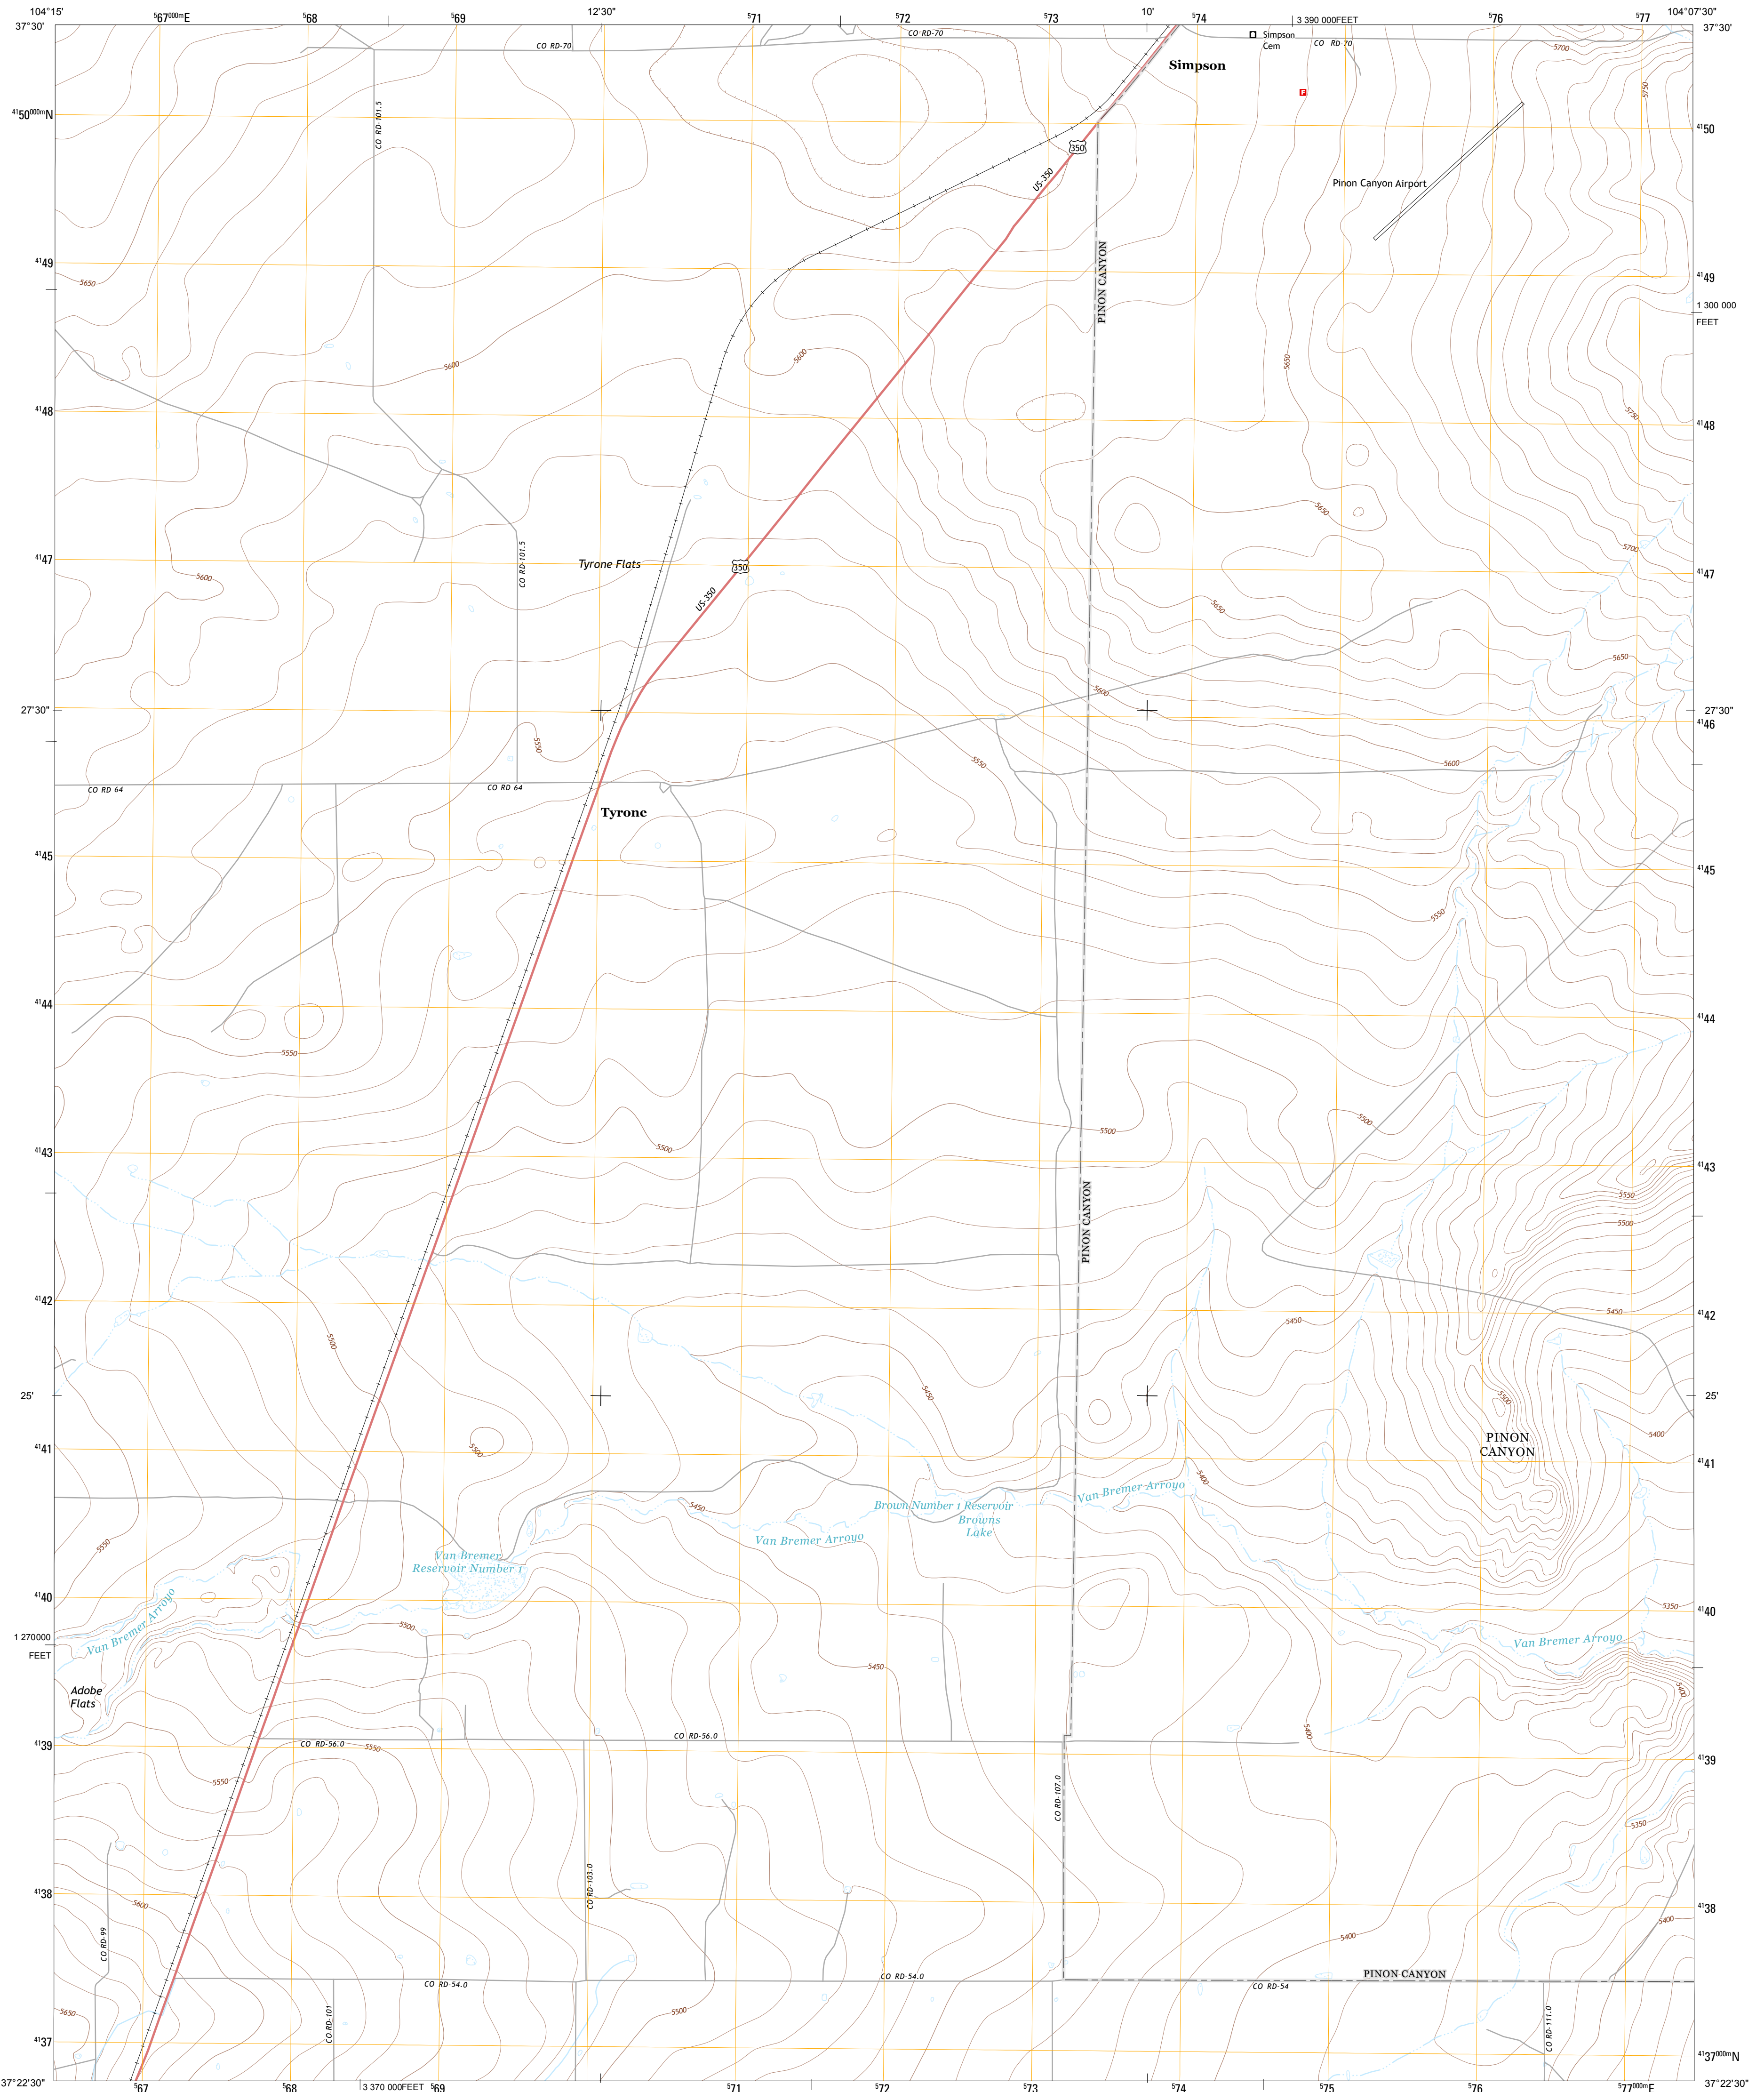 104°15' 567000mE 568 569 12'30" 571 572 573 10' 574 3 390 000FEET 576 577 104°07'30"
37°30' 37°30'
CO RD-70 CO RD-70 CO RD-70
Simpson
Cem
5700
Simpson
F
5750
4150000mN 4150
CO RD-101.5
350
US-350
Pinon Canyon Airport
PINON CANYON
4149 4149
5650
1 300 000
FEET
5600 5600 5650
4148 4148
5750
5650
5700
4147 4147
CO RD-101.5
Tyrone Flats
350
US-350
5600
5650
5650
5600
27'30" 27'30"
4146
5550
5550
5600
CO RD 64 CO RD 64
Tyrone
4145 4145
5550
4144 4144
5550
5500
5500
5500
4143 4143
PINON CANYON
5550
5500
4142 4142
5450
5450
5500
25' 25'
5450
5500
5400
PINON
CANYON
4141 4141
5500
5400
Van Bremer Arroyo
5450
Brown Number 1 Reservoir
Browns
Lake
Van Bremer Arroyo
5550
Van Bremer
Reservoir Number 1
4140 4140
5350
Van Bremer Arroyo
5500
1 270000
FEET
Van Bremer Arroyo
5450
Adobe
Flats
5400
5400
CO RD-56.0 CO RD-56.0
5550
4139 4139
5550
CO RD-107.0
5350
4138 4138
CO RD-103.0
5600
5400
5400
CO RD-99
CO RD-54.0 CO RD-54.0 CO RD-54
PINON CANYON
5650
CO RD-101
5500
CO RD-111.0
4137 4137000mN
37°22'30" 37°22'30"
567 568 3 370 000FEET 569 571 572 573 574 575 576 577000mE